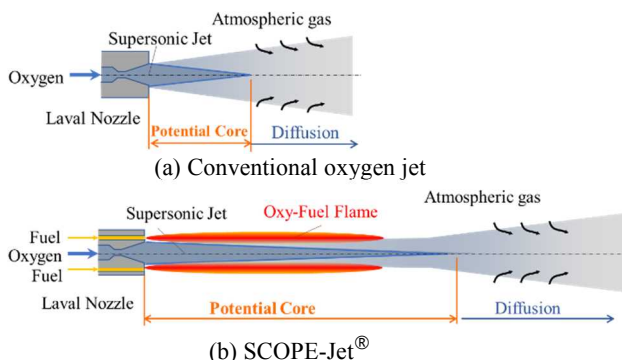 Atmospheric gas
Supersonic Jet
Oxygen
Laval Nozzle
Potential Core
Diffusion
(a) Conventional oxygen jet
Atmospheric gas
Supersonic Jet
Oxy-Fuel Flame
Fuel
Oxygen
Fuel
Laval Nozzle
Potential Core
Diffusion
(b) SCOPE-Jet®